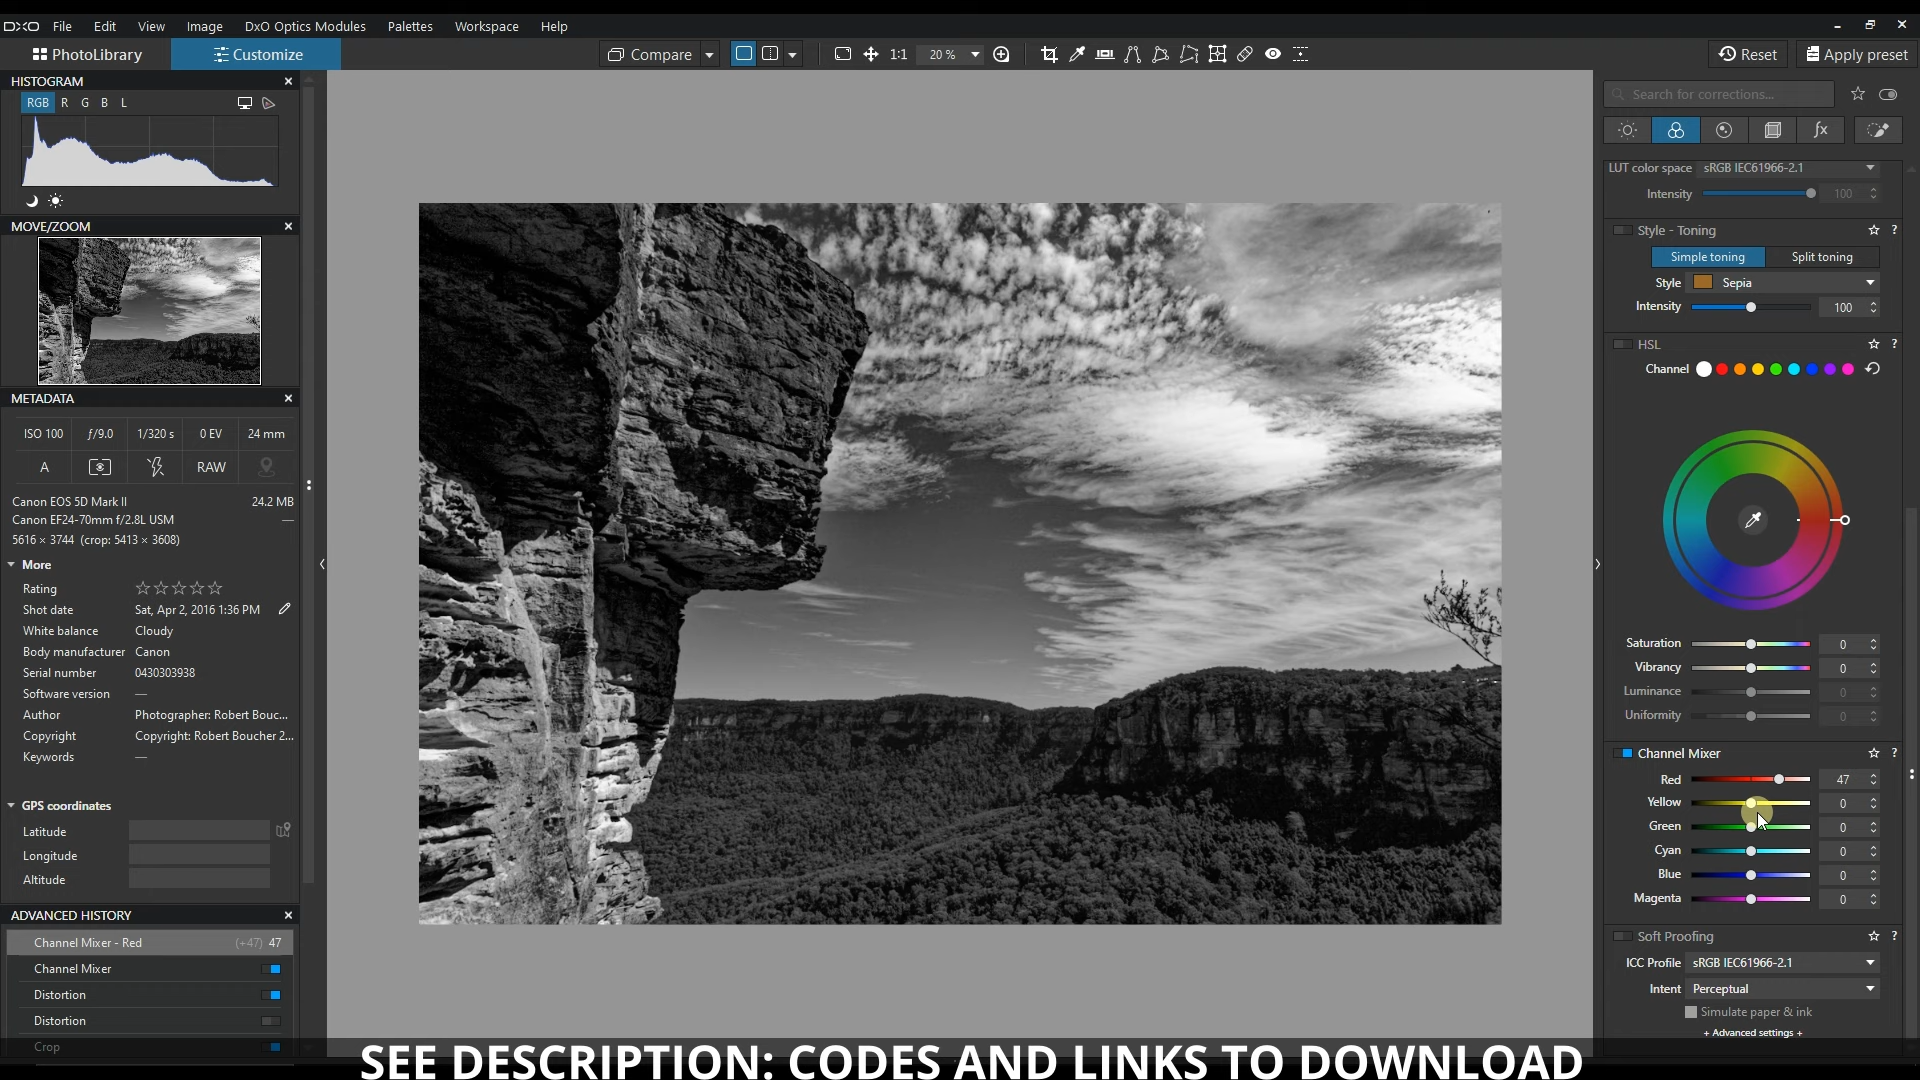 DXO File Edit View Image DxO Optics Modules Palettes Workspace Help
PhotoLibrary Customize Compare 1:1 20 % Reset Apply preset
HISTOGRAM
RGB R G B L
MOVE/ZOOM
METADATA
ISO 100 ƒ/9.0 1/320 s 0 EV 24 mm
A RAW
Canon EOS 5D Mark II 24.2 MB
Canon EF24-70mm f/2.8L USM —
5616 × 3744 (crop: 5413 × 3608)
More
Rating
Shot date Sat, Apr 2, 2016 1:36 PM
White balance Cloudy
Body manufacturer Canon
Serial number 0430303938
Software version —
Author Photographer: Robert Bouc...
Copyright Copyright: Robert Boucher 2...
Keywords —
GPS coordinates
Latitude
Longitude
Altitude
ADVANCED HISTORY
Channel Mixer - Red (+47) 47
Channel Mixer
Distortion
Distortion
Crop
Search for corrections...
fx
LUT color space sRGB IEC61966-2.1
Intensity 100
Style - Toning ?
Simple toning Split toning
Style Sepia
Intensity 100
HSL ?
Channel
Saturation 0
Vibrancy 0
Luminance 0
Uniformity 0
Channel Mixer ?
Red 47
Yellow 0
Green 0
Cyan 0
Blue 0
Magenta 0
Soft Proofing ?
ICC Profile sRGB IEC61966-2.1
Intent Perceptual
Simulate paper & ink
+ Advanced settings +
SEE DESCRIPTION: CODES AND LINKS TO DOWNLOAD